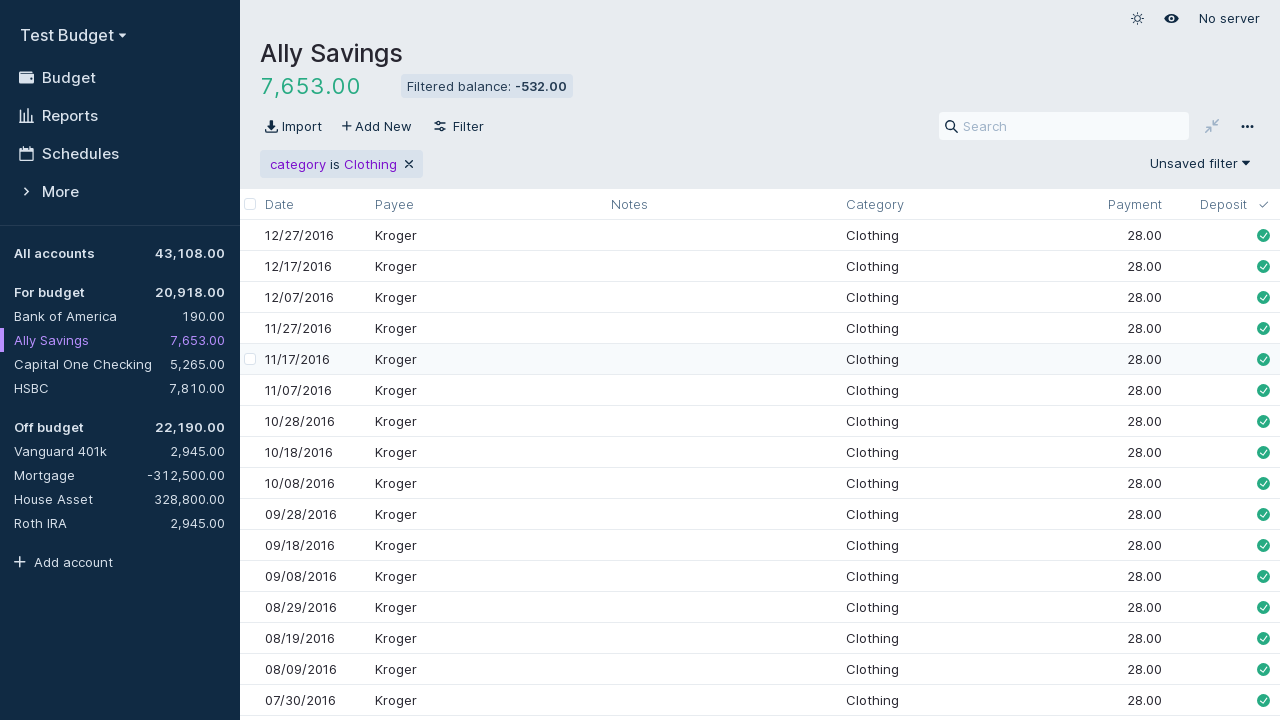 Test Budget
Budget
Reports
Schedules
More
All accounts 43,108.00
For budget 20,918.00
Bank of America 190.00
Ally Savings 7,653.00
Capital One Checking 5,265.00
HSBC 7,810.00
Off budget 22,190.00
Vanguard 401k 2,945.00
Mortgage -312,500.00
House Asset 328,800.00
Roth IRA 2,945.00
Add account
No server
Ally Savings
7,653.00 Filtered balance: -532.00
Import Add New Filter Search
category is Clothing Unsaved filter
Date Payee Notes Category Payment Deposit
12/27/2016 Kroger Clothing 28.00
12/17/2016 Kroger Clothing 28.00
12/07/2016 Kroger Clothing 28.00
11/27/2016 Kroger Clothing 28.00
11/17/2016 Kroger Clothing 28.00
11/07/2016 Kroger Clothing 28.00
10/28/2016 Kroger Clothing 28.00
10/18/2016 Kroger Clothing 28.00
10/08/2016 Kroger Clothing 28.00
09/28/2016 Kroger Clothing 28.00
09/18/2016 Kroger Clothing 28.00
09/08/2016 Kroger Clothing 28.00
08/29/2016 Kroger Clothing 28.00
08/19/2016 Kroger Clothing 28.00
08/09/2016 Kroger Clothing 28.00
07/30/2016 Kroger Clothing 28.00